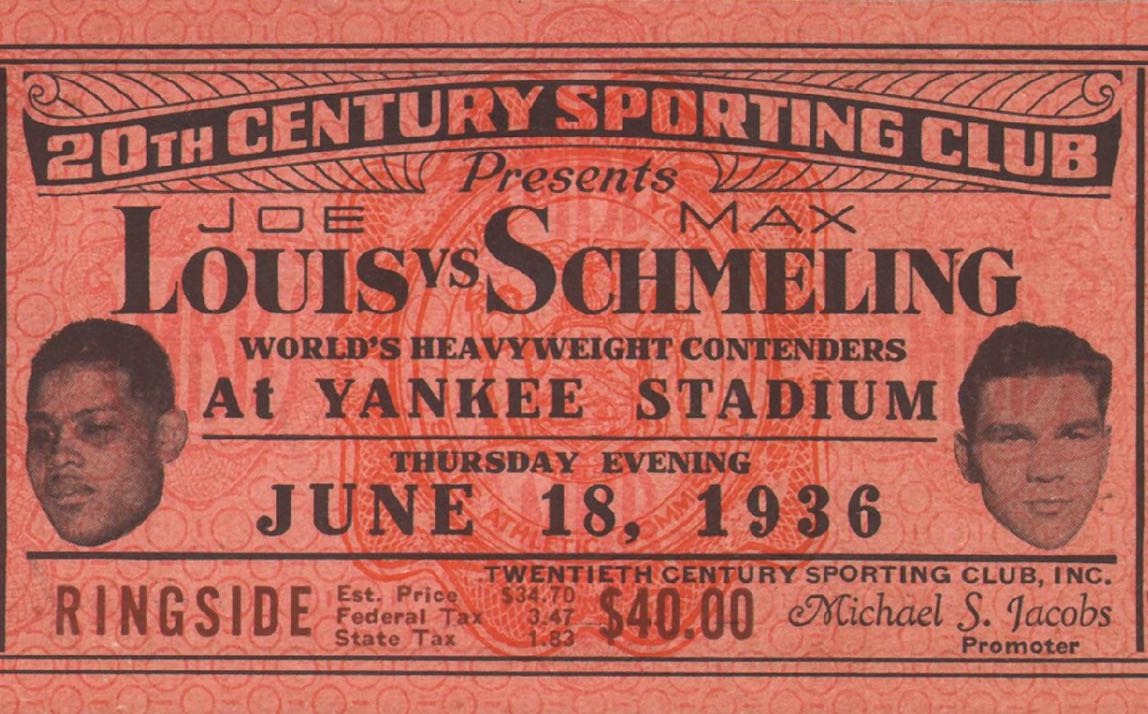 20TH CENTURY SPORTING CLUB
Presents
JOE MAX
LOUIS VS SCHMELING
WORLD'S HEAVYWEIGHT CONTENDERS
At YANKEE STADIUM
THURSDAY EVENING
JUNE 18, 1936
TWENTIETH CENTURY SPORTING CLUB, INC.
RINGSIDE
Est. Price $34.70
Federal Tax 3.47
State Tax 1.83
$40.00
Michael S. Jacobs
Promoter